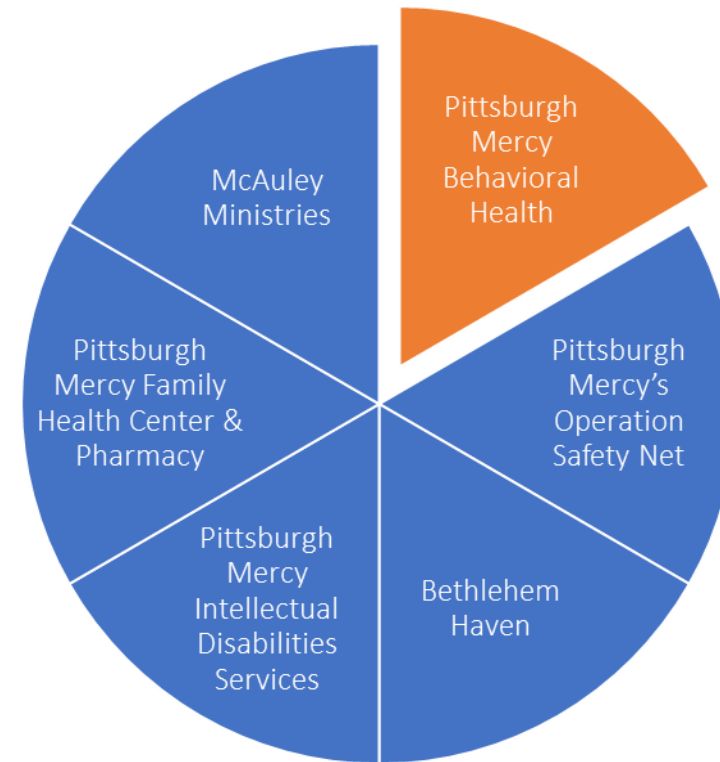 Pittsburgh
Mercy
Behavioral
Health
Pittsburgh
Mercy’s
Operation
Safety Net
Bethlehem
Haven
Pittsburgh
Mercy
Intellectual
Disabilities
Services
Pittsburgh
Mercy Family
Health Center &
Pharmacy
McAuley
Ministries